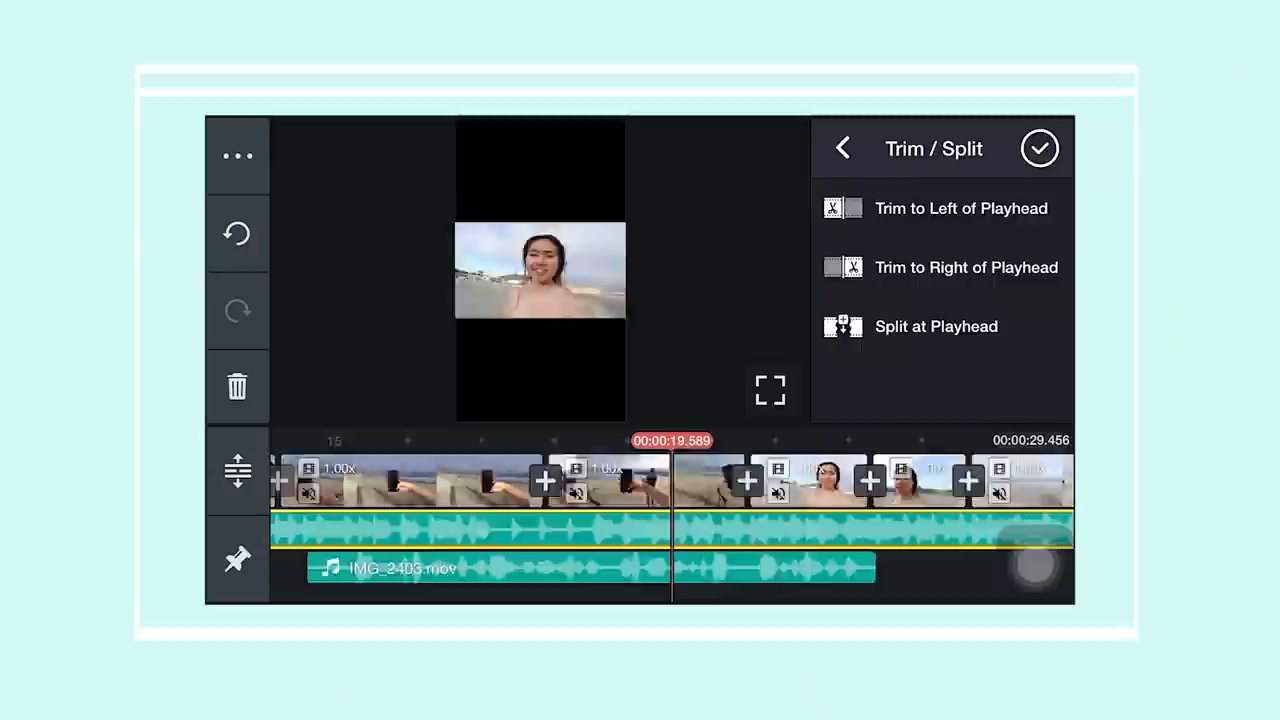 Trim / Split
Trim to Left of Playhead
Trim to Right of Playhead
Split at Playhead
15
00:00:19.589
00:00:29.456
1.00x
1.00x
IMG_2403.mov